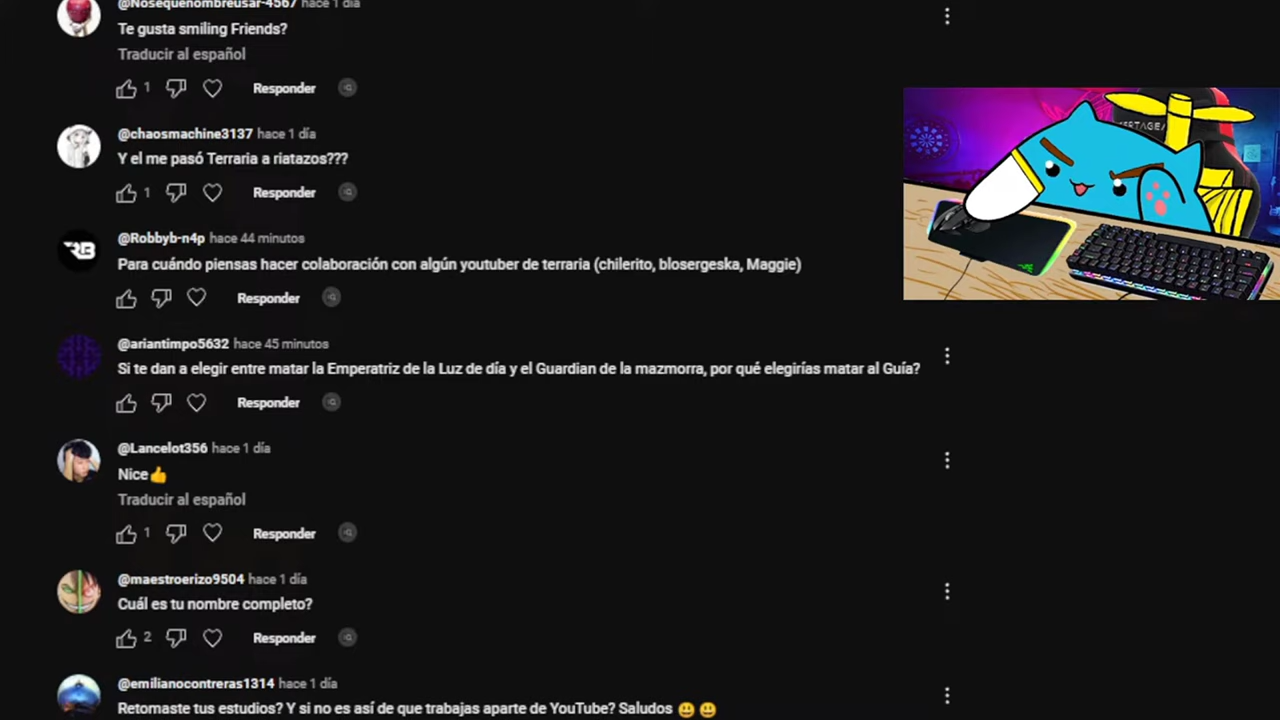 @Nosequenombreusar-4567 hace 1 día
Te gusta smiling Friends?
Traducir al español
1
Responder
@chaosmachine3137 hace 1 día
Y el me pasó Terraria a riatazos???
1
Responder
@Robbyb-n4p hace 44 minutos
Para cuándo piensas hacer colaboración con algún youtuber de terraria (chilerito, blosergeska, Maggie)
Responder
@ariantimpo5632 hace 45 minutos
Si te dan a elegir entre matar la Emperatriz de la Luz de día y el Guardian de la mazmorra, por qué elegirías matar al Guía?
Responder
@Lancelot356 hace 1 día
Nice👍
Traducir al español
1
Responder
@maestroerizo9504 hace 1 día
Cuál es tu nombre completo?
2
Responder
@emilianocontreras1314 hace 1 día
Retomaste tus estudios? Y si no es así de que trabajas aparte de YouTube? Saludos 😃 😃